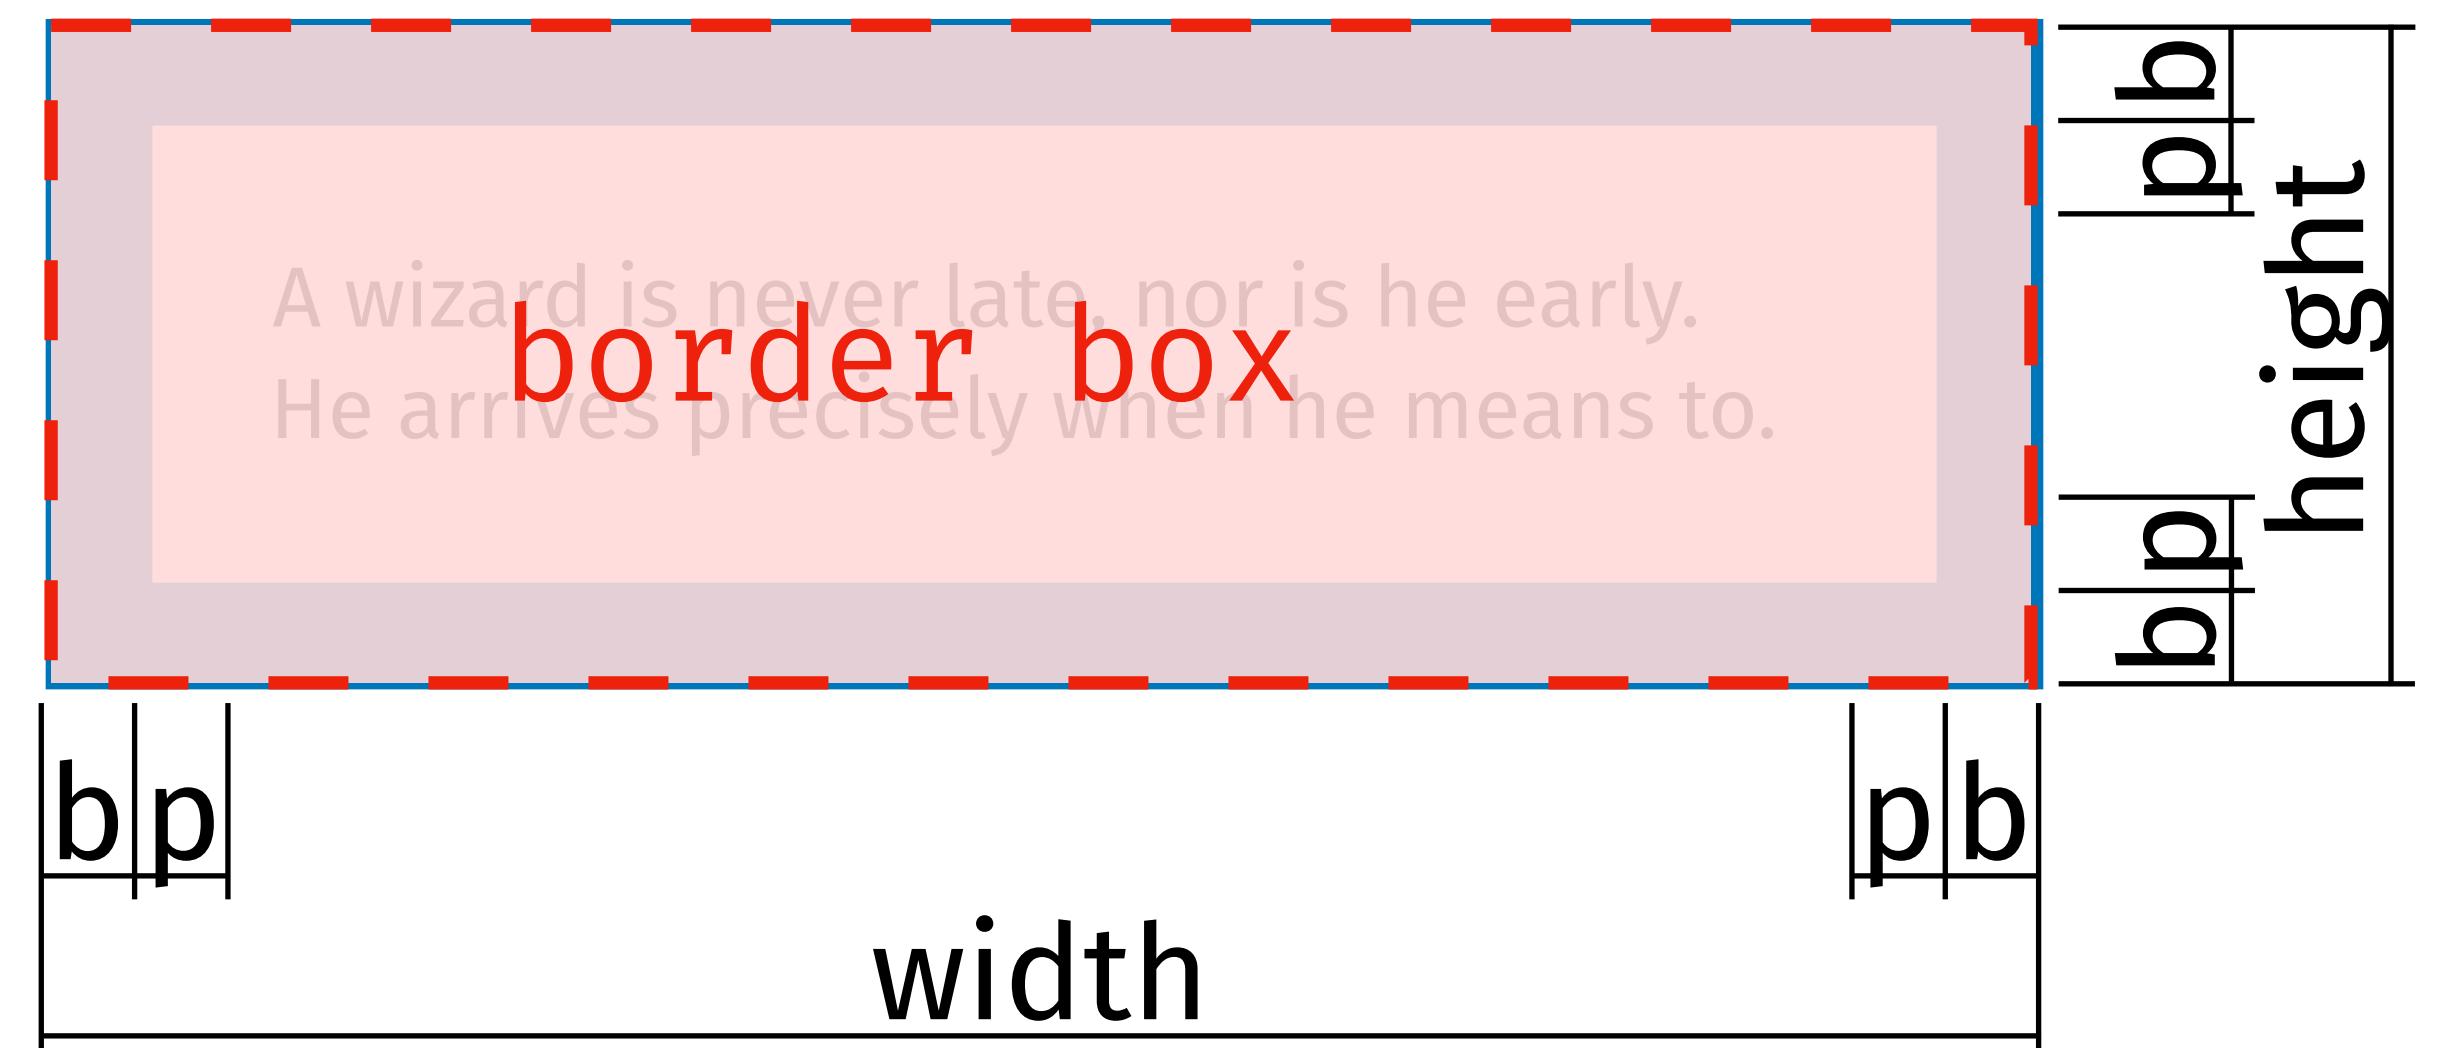 A wizard is never late, nor is he early.
border box
He arrives precisely when he means to.
b
p
height
p
b
b p
p b
width